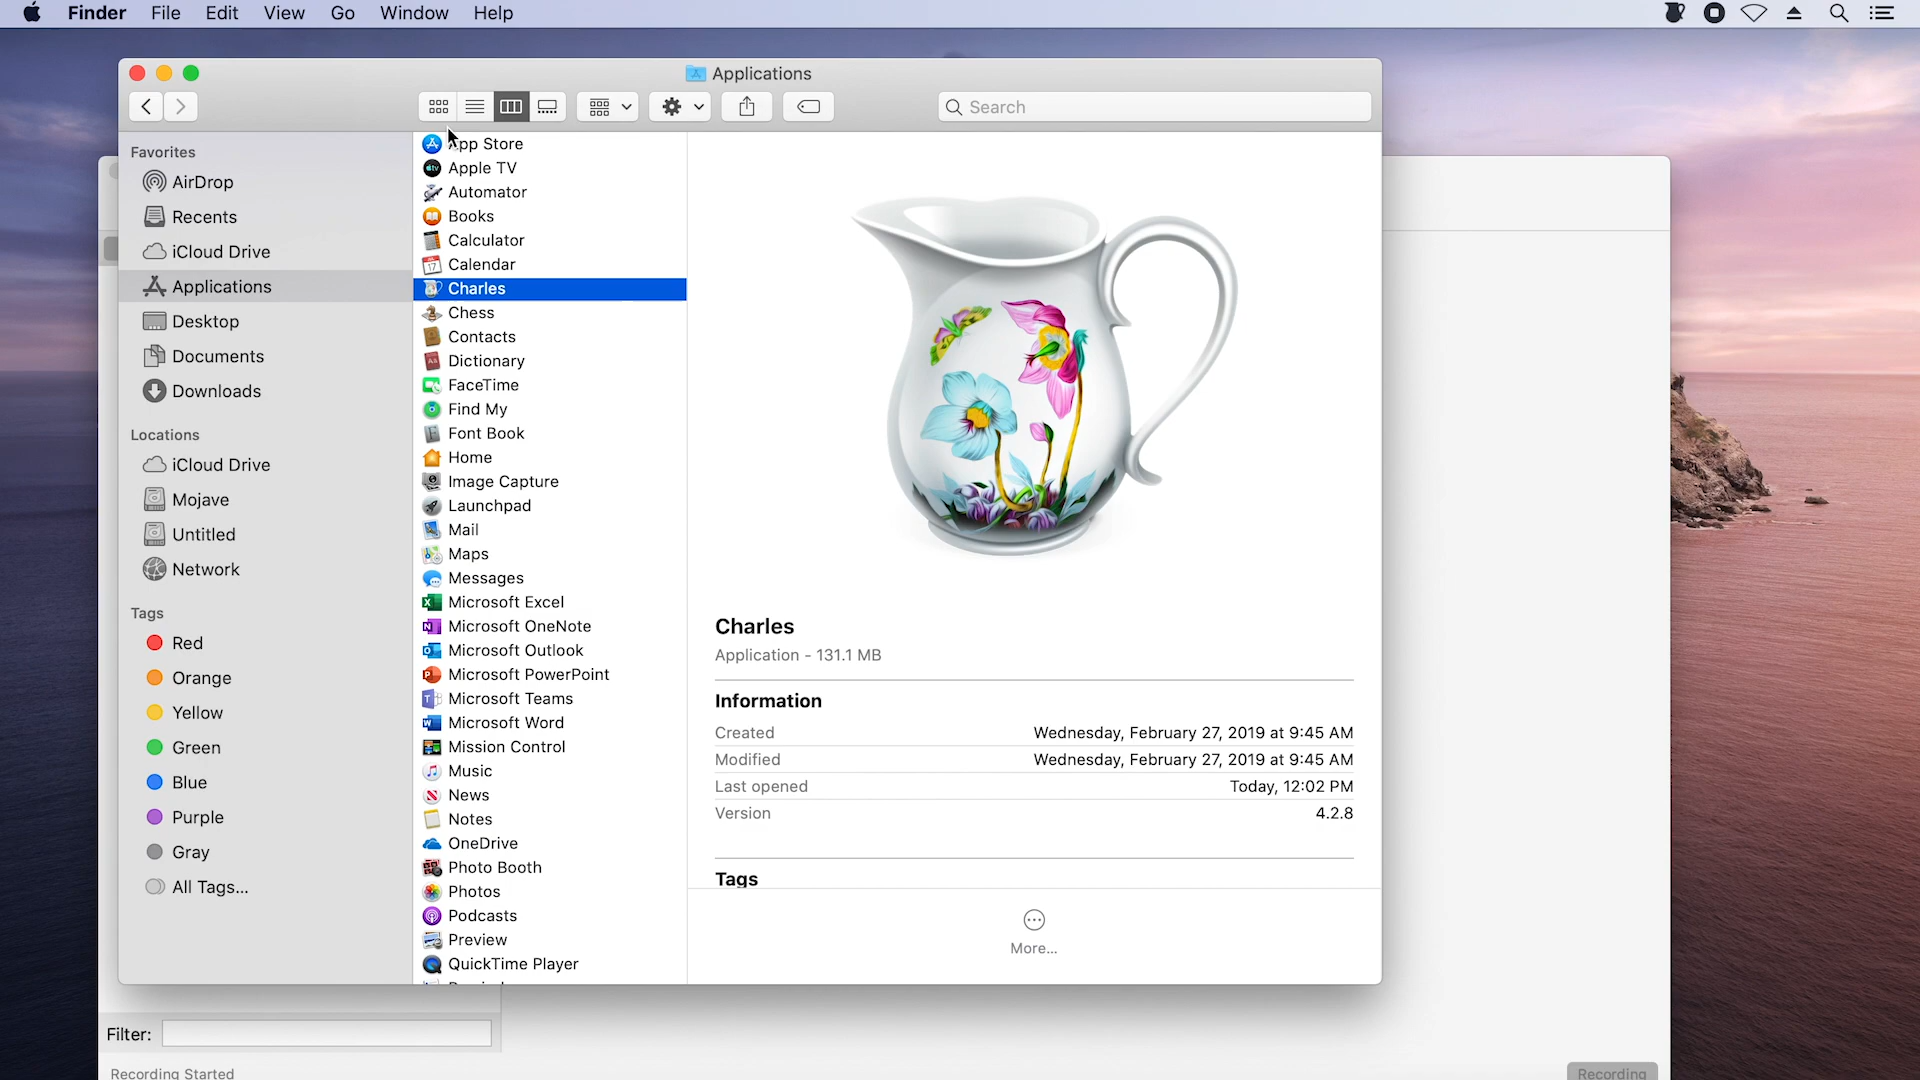 Finder File Edit View Go Window Help
Applications
Search
Favorites
AirDrop
Recents
iCloud Drive
Applications
Desktop
Documents
Downloads
Locations
iCloud Drive
Mojave
Untitled
Network
Tags
Red
Orange
Yellow
Green
Blue
Purple
Gray
All Tags...
App Store
Apple TV
Automator
Books
Calculator
Calendar
Charles
Chess
Contacts
Dictionary
FaceTime
Find My
Font Book
Home
Image Capture
Launchpad
Mail
Maps
Messages
Microsoft Excel
Microsoft OneNote
Microsoft Outlook
Microsoft PowerPoint
Microsoft Teams
Microsoft Word
Mission Control
Music
News
Notes
OneDrive
Photo Booth
Photos
Podcasts
Preview
QuickTime Player
Charles
Application - 131.1 MB
Information
Created Wednesday, February 27, 2019 at 9:45 AM
Modified Wednesday, February 27, 2019 at 9:45 AM
Last opened Today, 12:02 PM
Version 4.2.8
Tags
More...
Filter:
Recording Started
Recording